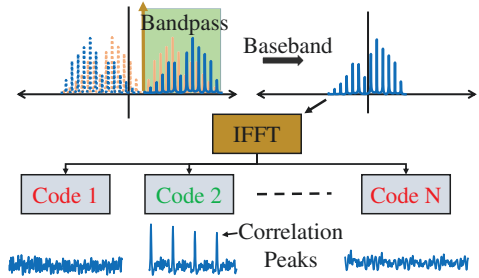 Bandpass
Baseband
IFFT
Code 1
Code 2
Code N
Correlation
Peaks